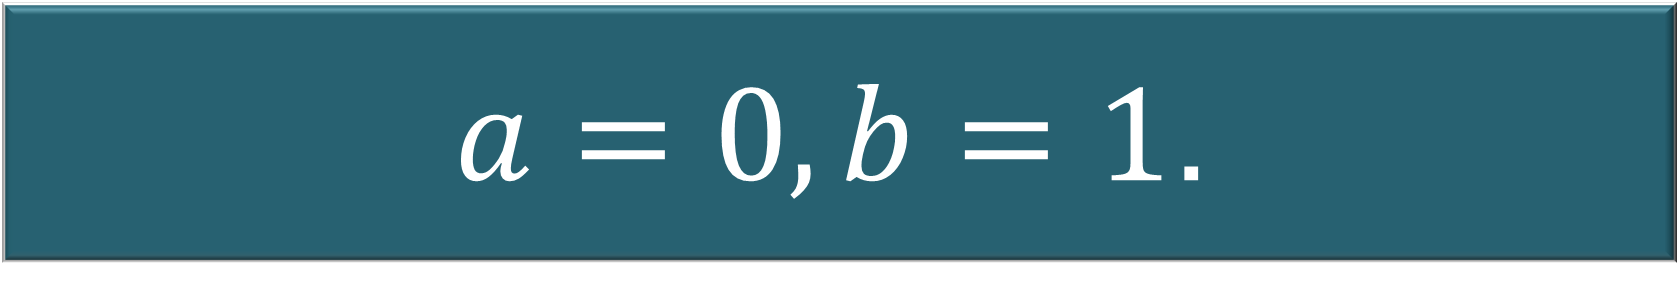 a = 0, b = 1.